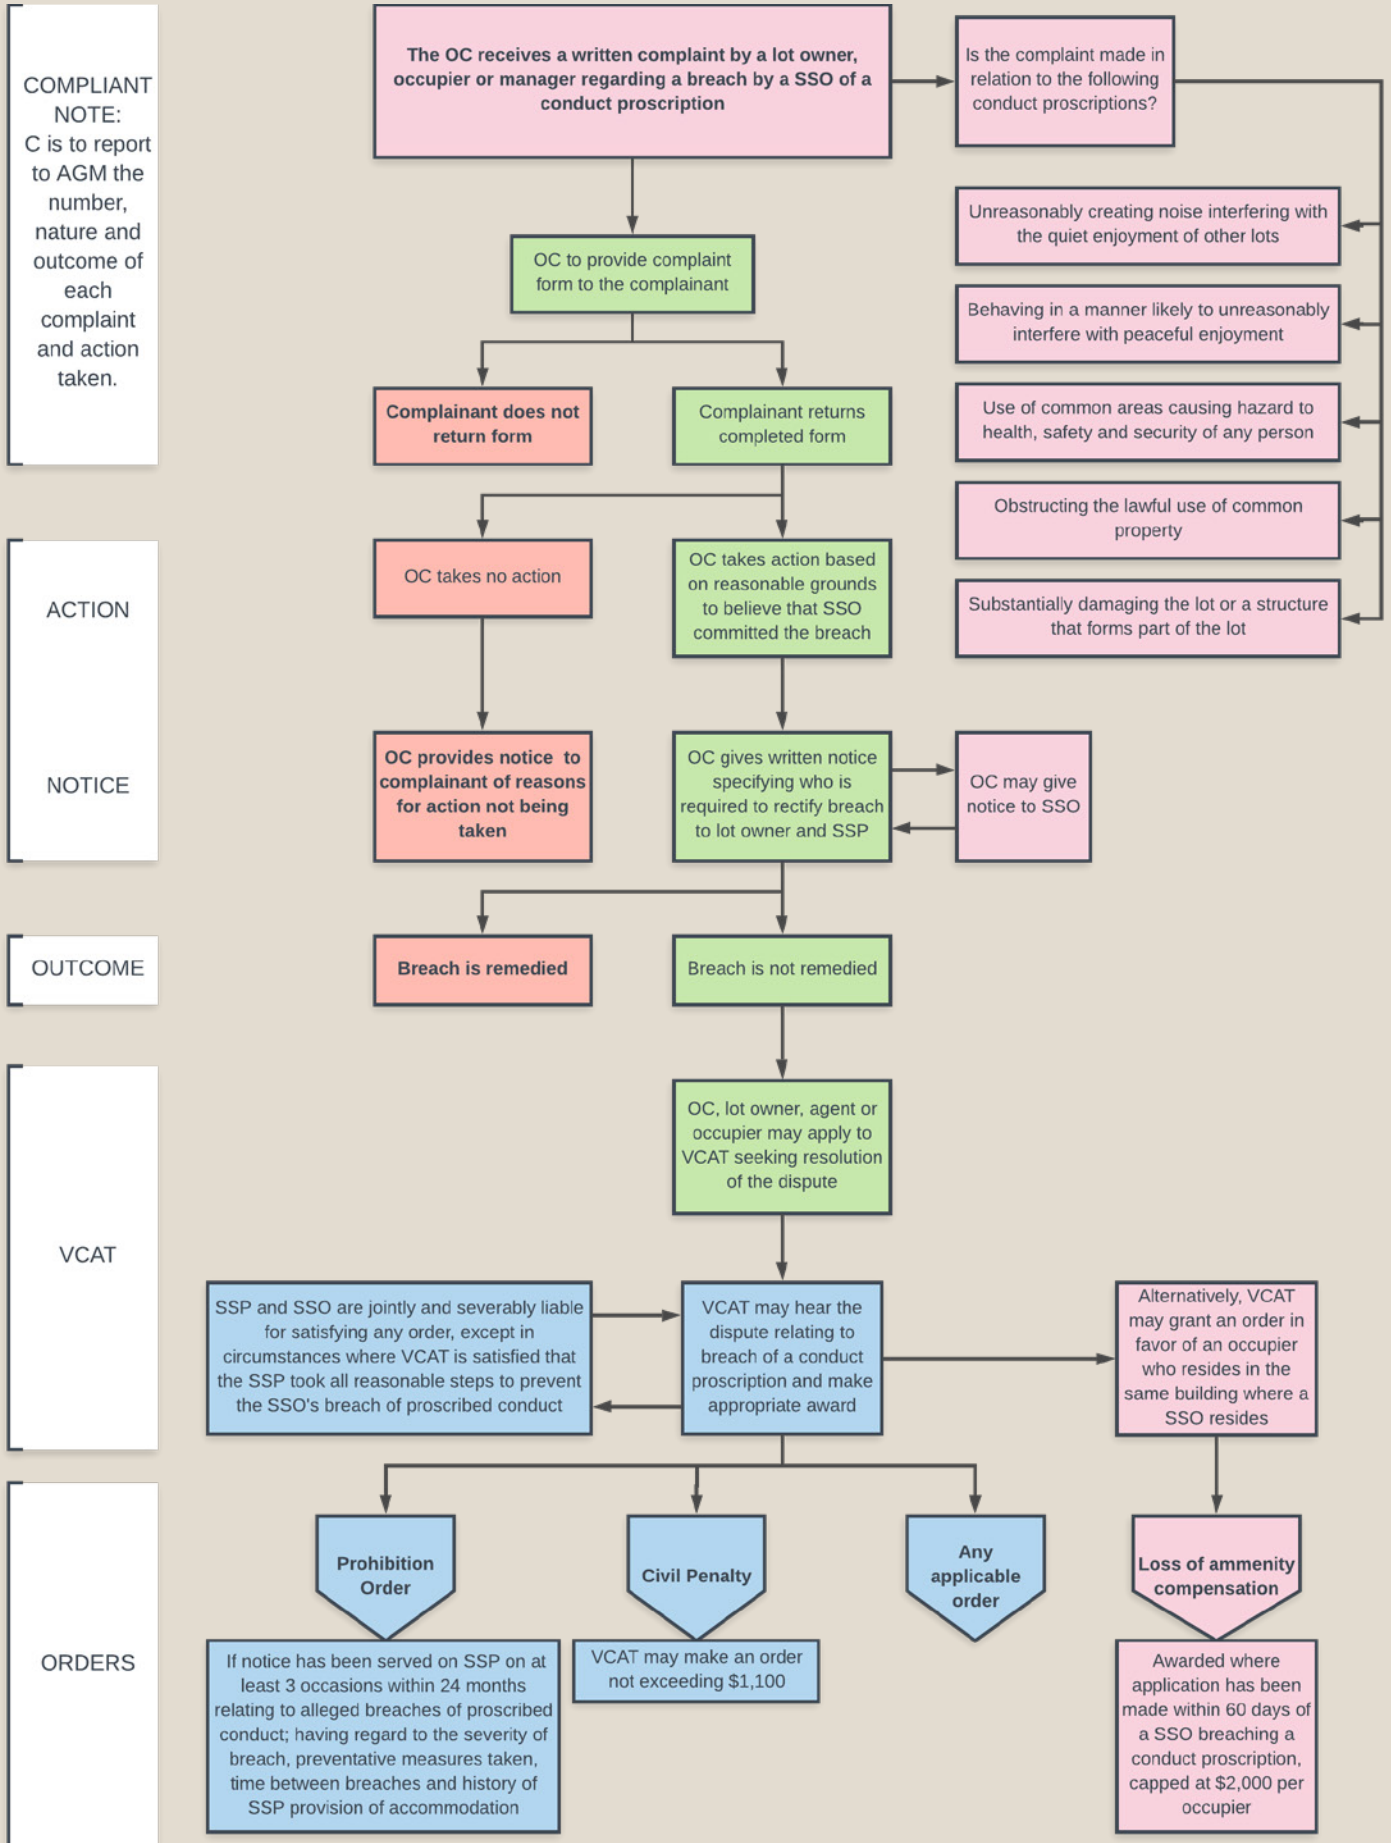 COMPLIANT
NOTE:
C is to report
to AGM the
number,
nature and
outcome of
each
complaint
and action
taken.
The OC receives a written complaint by a lot owner,
occupier or manager regarding a breach by a SSO of a
conduct proscription
Is the complaint made in
relation to the following
conduct proscriptions?
Unreasonably creating noise interfering with
the quiet enjoyment of other lots
Behaving in a manner likely to unreasonably
interfere with peaceful enjoyment
Use of common areas causing hazard to
health, safety and security of any person
Obstructing the lawful use of common
property
Substantially damaging the lot or a structure
that forms part of the lot
OC to provide complaint
form to the complainant
Complainant does not
return form
Complainant returns
completed form
ACTION
OC takes no action
OC takes action based
on reasonable grounds
to believe that SSO
committed the breach
NOTICE
OC provides notice to
complainant of reasons
for action not being
taken
OC gives written notice
specifying who is
required to rectify breach
to lot owner and SSP
OC may give
notice to SSO
OUTCOME
Breach is remedied
Breach is not remedied
VCAT
OC, lot owner, agent or
occupier may apply to
VCAT seeking resolution
of the dispute
SSP and SSO are jointly and severably liable
for satisfying any order, except in
circumstances where VCAT is satisfied that
the SSP took all reasonable steps to prevent
the SSO's breach of proscribed conduct
VCAT may hear the
dispute relating to
breach of a conduct
proscription and make
appropriate award
Alternatively, VCAT
may grant an order in
favor of an occupier
who resides in the
same building where a
SSO resides
ORDERS
Prohibition
Order
Civil Penalty
Any
applicable
order
Loss of ammenity
compensation
If notice has been served on SSP on at
least 3 occasions within 24 months
relating to alleged breaches of proscribed
conduct; having regard to the severity of
breach, preventative measures taken,
time between breaches and history of
SSP provision of accommodation
VCAT may make an order
not exceeding $1,100
Awarded where
application has been
made within 60 days of
a SSO breaching a
conduct proscription,
capped at $2,000 per
occupier